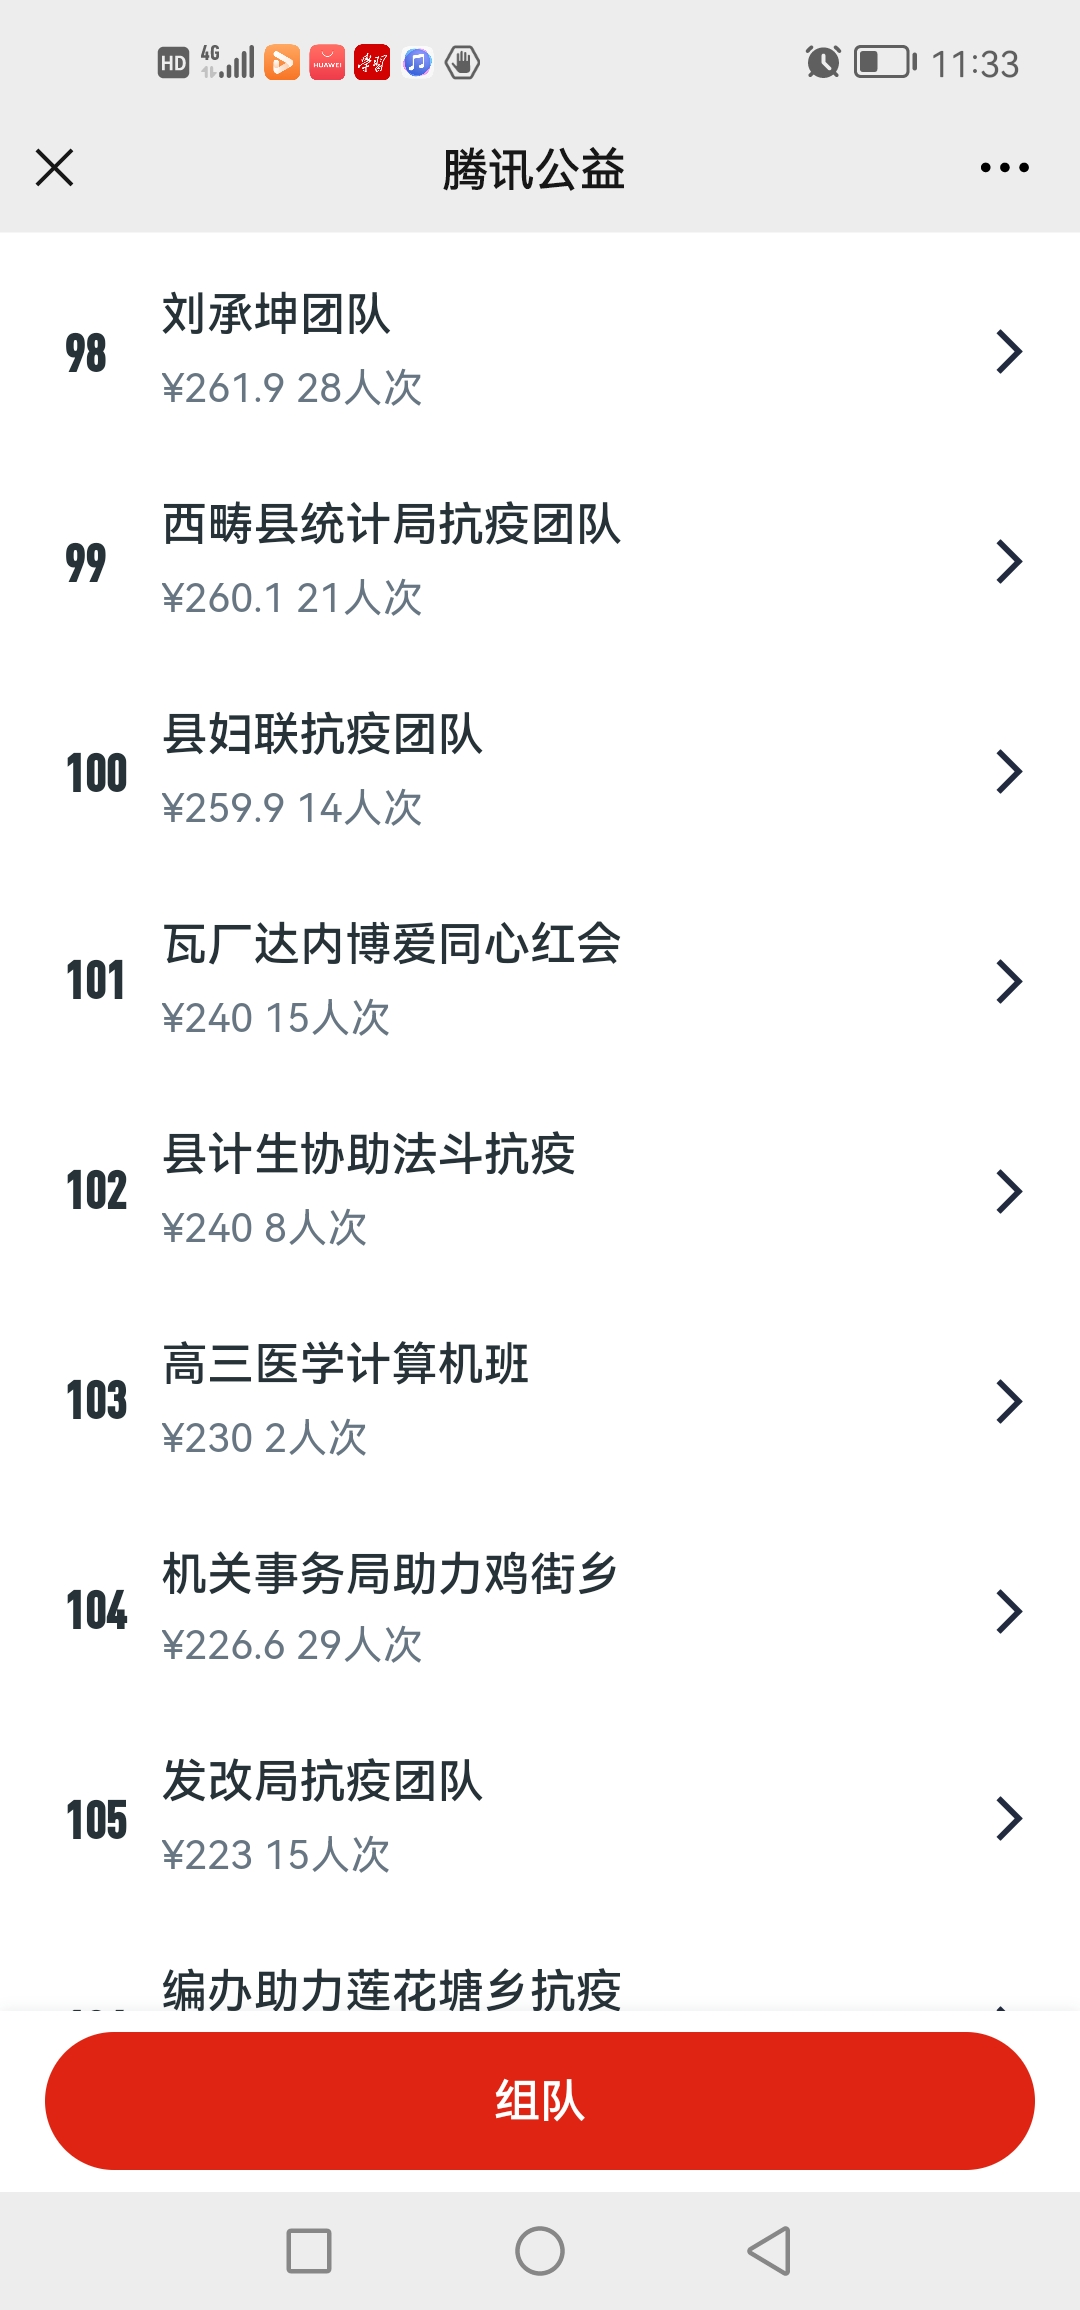 HD 4G HUAWEI 学习 11:33
腾讯公益
98
刘承坤团队
¥261.9 28人次
99
西畴县统计局抗疫团队
¥260.1 21人次
100
县妇联抗疫团队
¥259.9 14人次
101
瓦厂达内博爱同心红会
¥240 15人次
102
县计生协助法斗抗疫
¥240 8人次
103
高三医学计算机班
¥230 2人次
104
机关事务局助力鸡街乡
¥226.6 29人次
105
发改局抗疫团队
¥223 15人次
编办助力莲花塘乡抗疫
组队